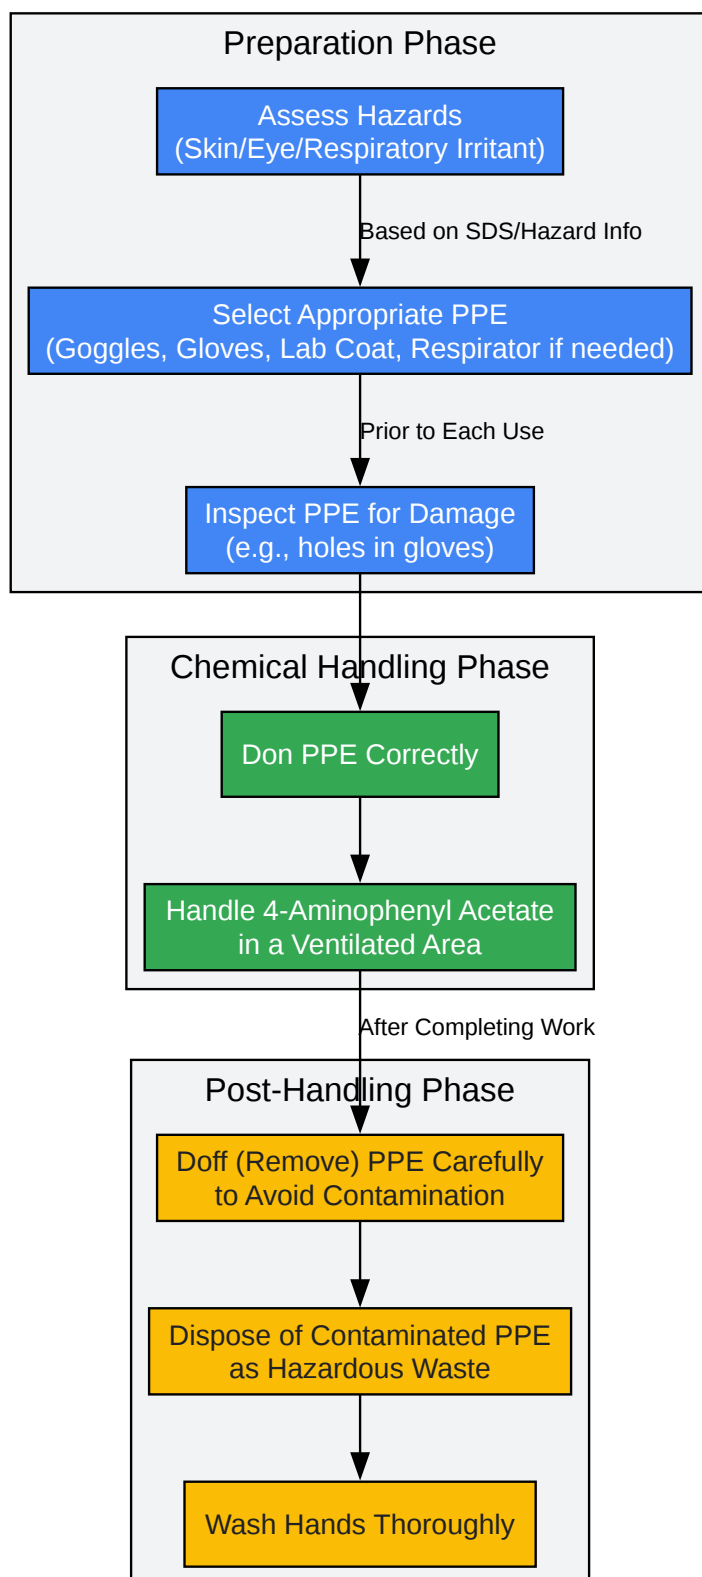 Preparation Phase
Assess Hazards
(Skin/Eye/Respiratory Irritant)
Based on SDS/Hazard Info
Select Appropriate PPE
(Goggles, Gloves, Lab Coat, Respirator if needed)
Prior to Each Use
Inspect PPE for Damage
(e.g., holes in gloves)
Chemical Handling Phase
Don PPE Correctly
Handle 4-Aminophenyl Acetate
in a Ventilated Area
After Completing Work
Post-Handling Phase
Doff (Remove) PPE Carefully
to Avoid Contamination
Dispose of Contaminated PPE
as Hazardous Waste
Wash Hands Thoroughly